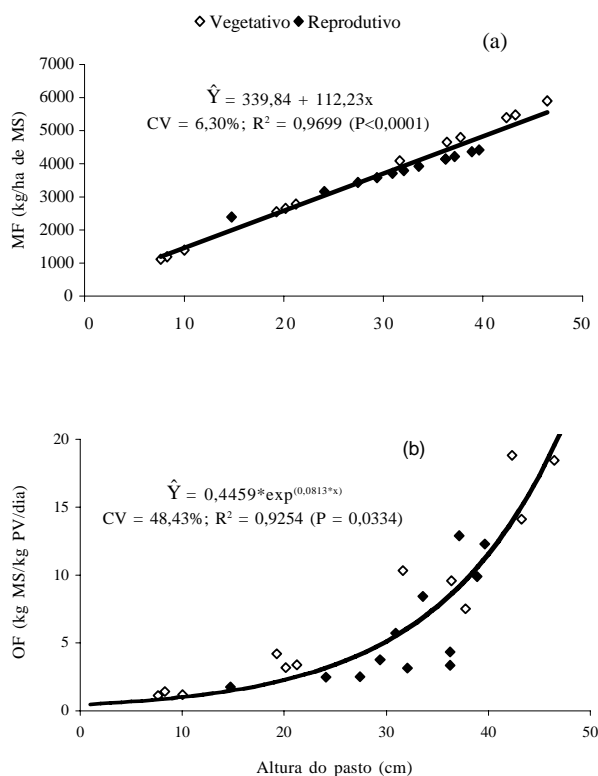 Vegetativo Reprodutivo
(a)
Ŷ = 339,84 + 112,23x
CV = 6,30%; R² = 0,9699 (P<0,0001)
MF (kg/ha de MS)
7000
6000
5000
4000
3000
2000
1000
0
0 10 20 30 40 50
(b)
Ŷ = 0,4459*exp(0,0813*x)
CV = 48,43%; R² = 0,9254 (P = 0,0334)
OF (kg MS/kg PV/dia)
20
15
10
5
0
0 10 20 30 40 50
Altura do pasto (cm)